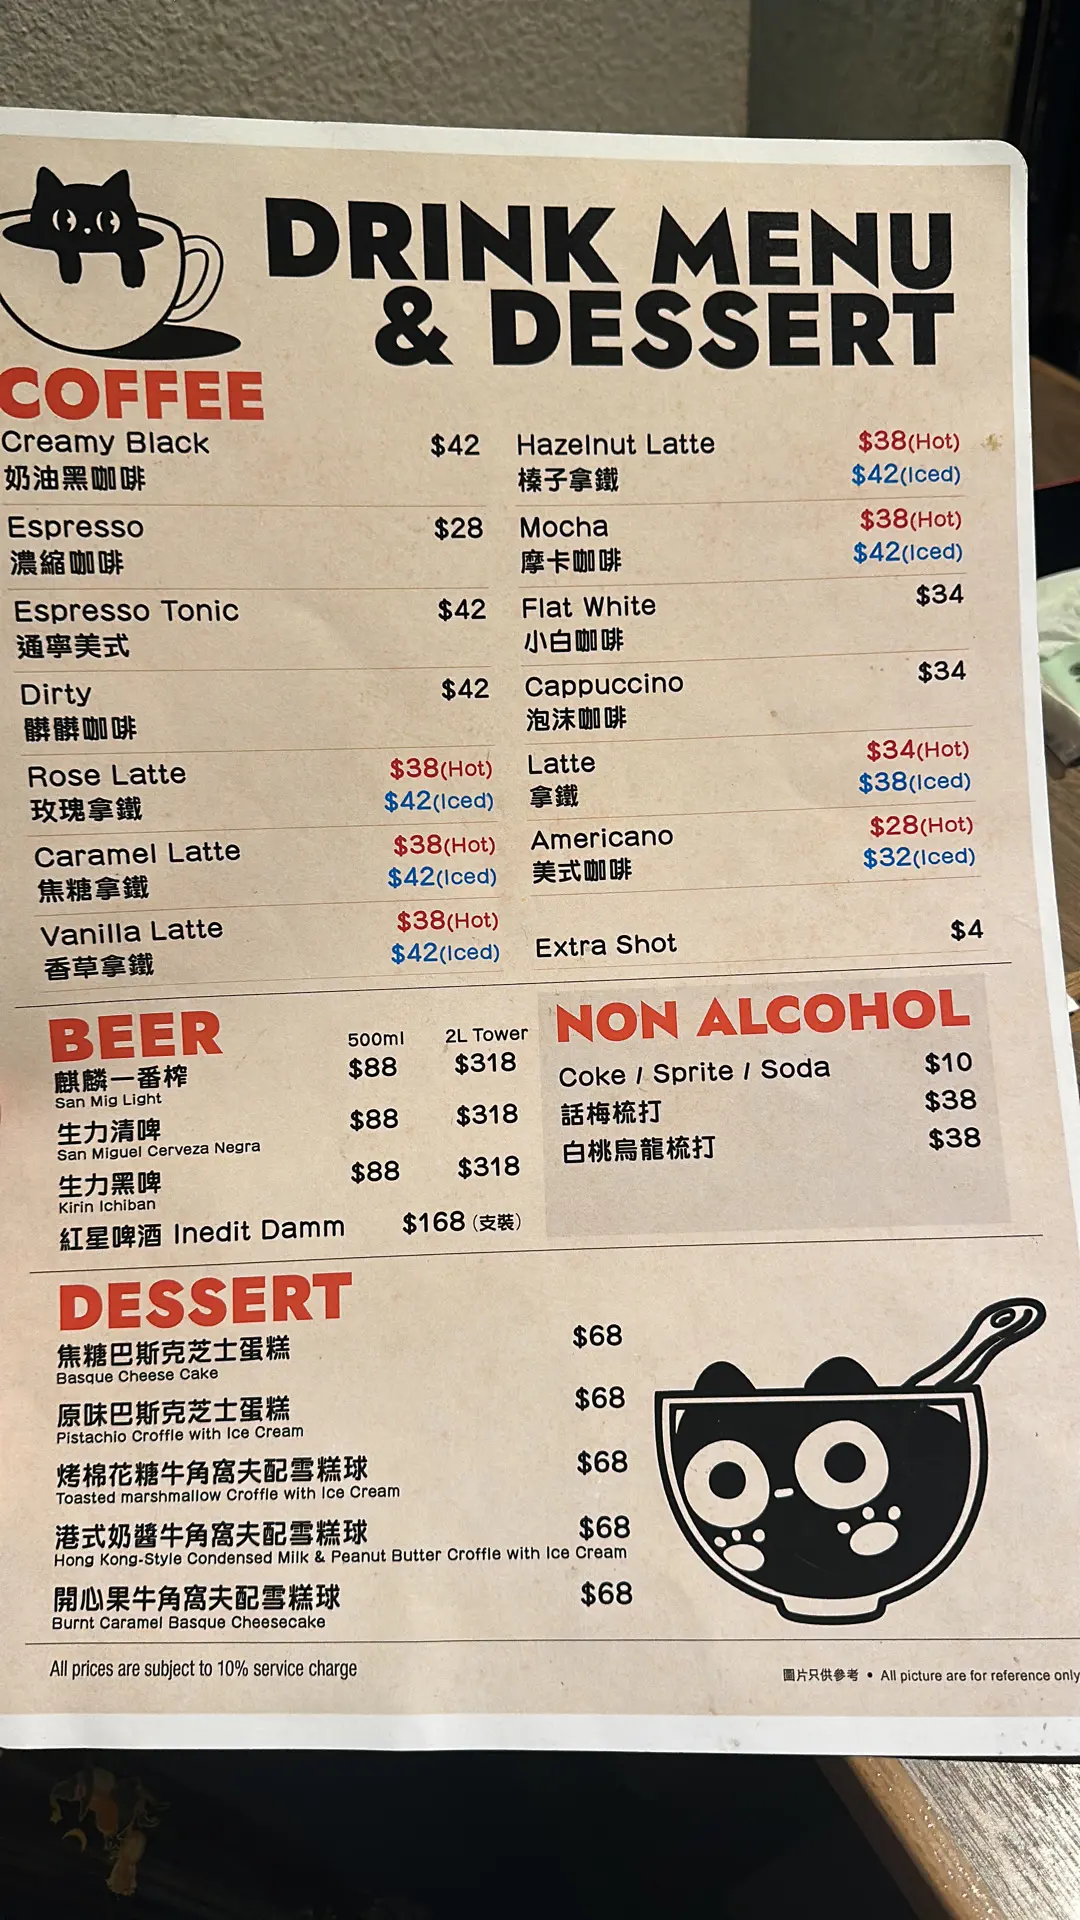 DRINK MENU
& DESSERT
COFFEE
Creamy Black $42
奶油黑咖啡
Espresso $28
濃縮咖啡
Espresso Tonic $42
通寧美式
Dirty $42
髒髒咖啡
Rose Latte $38(Hot)
玫瑰拿鐵 $42(Iced)
Caramel Latte $38(Hot)
焦糖拿鐵 $42(Iced)
Vanilla Latte $38(Hot)
香草拿鐵 $42(Iced)
Hazelnut Latte $38(Hot)
榛子拿鐵 $42(Iced)
Mocha $38(Hot)
摩卡咖啡 $42(Iced)
Flat White $34
小白咖啡
Cappuccino $34
泡沫咖啡
Latte $34(Hot)
拿鐵 $38(Iced)
Americano $28(Hot)
美式咖啡 $32(Iced)
Extra Shot $4
BEER 500ml 2L Tower
麒麟一番榨 $88 $318
San Mig Light
生力清啤 $88 $318
San Miguel Cerveza Negra
生力黑啤 $88 $318
Kirin Ichiban
紅星啤酒 Inedit Damm $168 (支裝)
NON ALCOHOL
Coke / Sprite / Soda $10
話梅梳打 $38
白桃烏龍梳打 $38
DESSERT
焦糖巴斯克芝士蛋糕 $68
Basque Cheese Cake
原味巴斯克芝士蛋糕 $68
Pistachio Croffle with Ice Cream
烤棉花糖牛角窩夫配雪糕球 $68
Toasted marshmallow Croffle with Ice Cream
港式奶醬牛角窩夫配雪糕球 $68
Hong Kong-Style Condensed Milk & Peanut Butter Croffle with Ice Cream
開心果牛角窩夫配雪糕球 $68
Burnt Caramel Basque Cheesecake
All prices are subject to 10% service charge
圖片只供參考 • All picture are for reference only